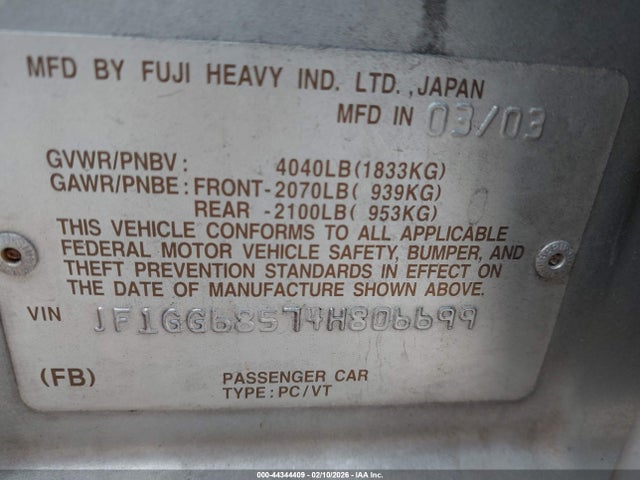 MFD BY FUJI HEAVY IND. LTD., JAPAN
MFD IN 03/03
GVWR/PNBV: 4040LB(1833KG)
GAWR/PNBE: FRONT-2070LB( 939KG)
REAR -2100LB( 953KG)
THIS VEHICLE CONFORMS TO ALL APPLICABLE
FEDERAL MOTOR VEHICLE SAFETY, BUMPER, AND
THEFT PREVENTION STANDARDS IN EFFECT ON
THE DATE OF MANUFACTURE SHOWN ABOVE.
VIN JF1GG68574H806699
(FB) PASSENGER CAR
TYPE: PC/VT
000-44344409 - 02/10/2026 - IAA Inc.